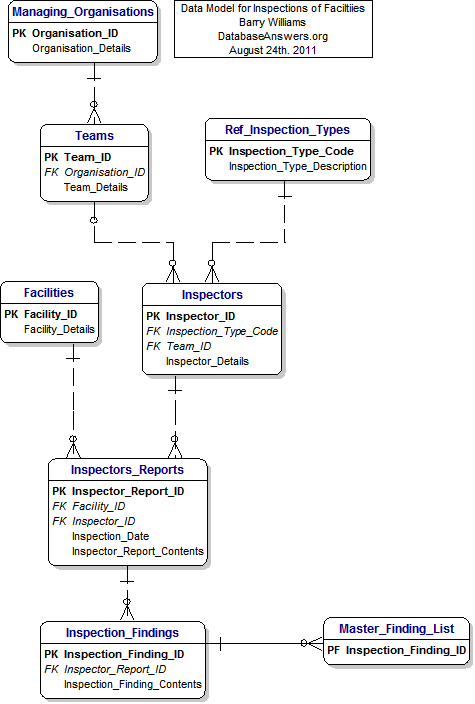 Managing_Organisations
PK Organisation_ID
Organisation_Details
Data Model for Inspections of Faciltiies
Barry Williams
DatabaseAnswers.org
August 24th. 2011
Teams
PK Team_ID
FK Organisation_ID
Team_Details
Ref_Inspection_Types
PK Inspection_Type_Code
Inspection_Type_Description
Facilities
PK Facility_ID
Facility_Details
Inspectors
PK Inspector_ID
FK Inspection_Type_Code
FK Team_ID
Inspector_Details
Inspectors_Reports
PK Inspector_Report_ID
FK Facility_ID
FK Inspector_ID
Inspection_Date
Inspector_Report_Contents
Inspection_Findings
PK Inspection_Finding_ID
FK Inspector_Report_ID
Inspection_Finding_Contents
Master_Finding_List
PF Inspection_Finding_ID